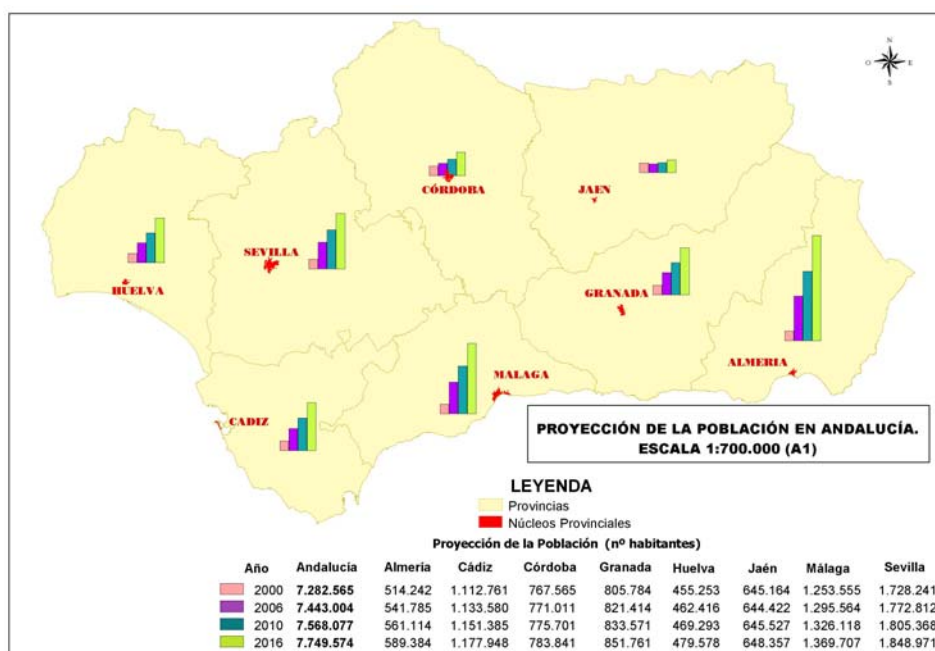 N
O E
S
CÓRDOBA
JAEN
SEVILLA
HUELVA
GRANADA
ALMERIA
MALAGA
CADIZ
PROYECCIÓN DE LA POBLACIÓN EN ANDALUCÍA.
ESCALA 1:700.000 (A1)
LEYENDA
Provincias
Núcleos Provinciales
Proyección de la Población (nº habitantes)
Año Andalucía Almería Cádiz Córdoba Granada Huelva Jaén Málaga Sevilla
2000 7.282.565 514.242 1.112.761 767.565 805.784 455.253 645.164 1.253.555 1.728.241
2006 7.443.004 541.785 1.133.580 771.011 821.414 462.416 644.422 1.295.564 1.772.812
2010 7.568.077 561.114 1.151.385 775.701 833.571 469.293 645.527 1.326.118 1.805.368
2016 7.749.574 589.384 1.177.948 783.841 851.761 479.578 648.357 1.369.707 1.848.971